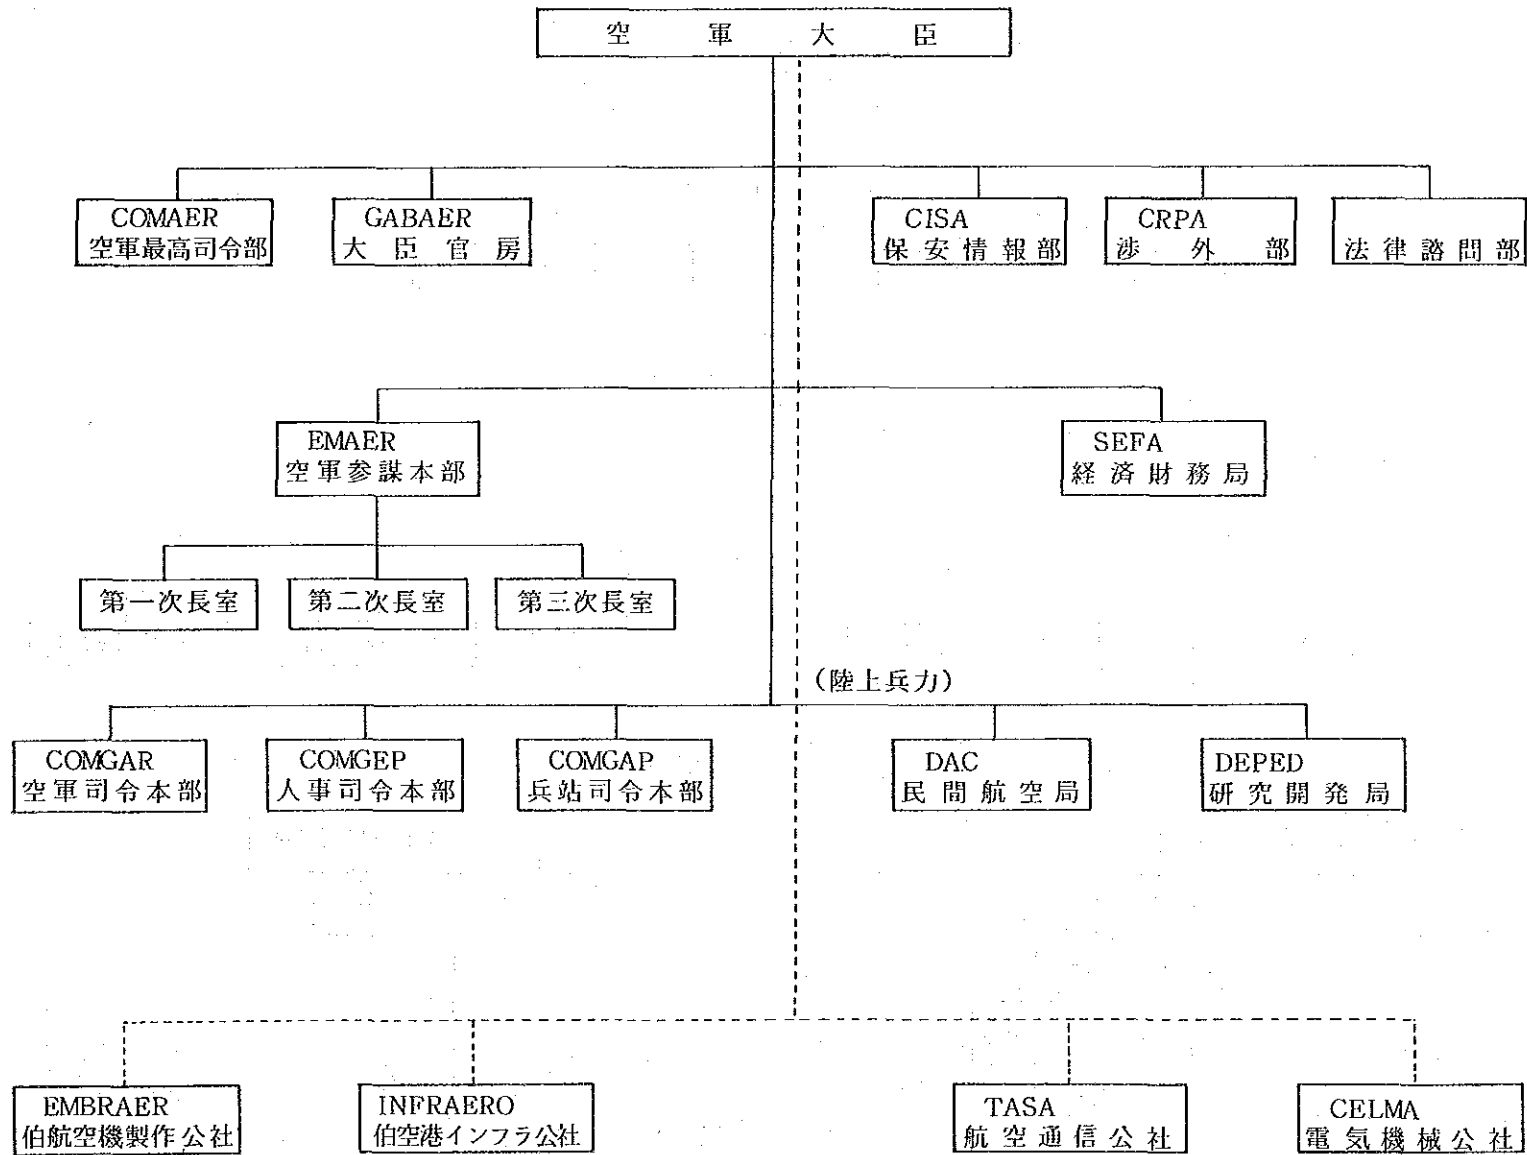 空軍大臣
COMAER
空軍最高司令部
GABAER
大臣官房
CISA
保安情報部
CRPA
渉外部
法律諮問部
EMAER
空軍参謀本部
SEFA
経済財務局
第一次長室
第二次長室
第三次長室
(陸上兵力)
COMGAR
空軍司令本部
COMGEP
人事司令本部
COMGAP
兵站司令本部
DAC
民間航空局
DEPED
研究開発局
EMBRAER
伯航空機製作公社
INFRAERO
伯空港インフラ公社
TASA
航空通信公社
CELMA
電気機械公社